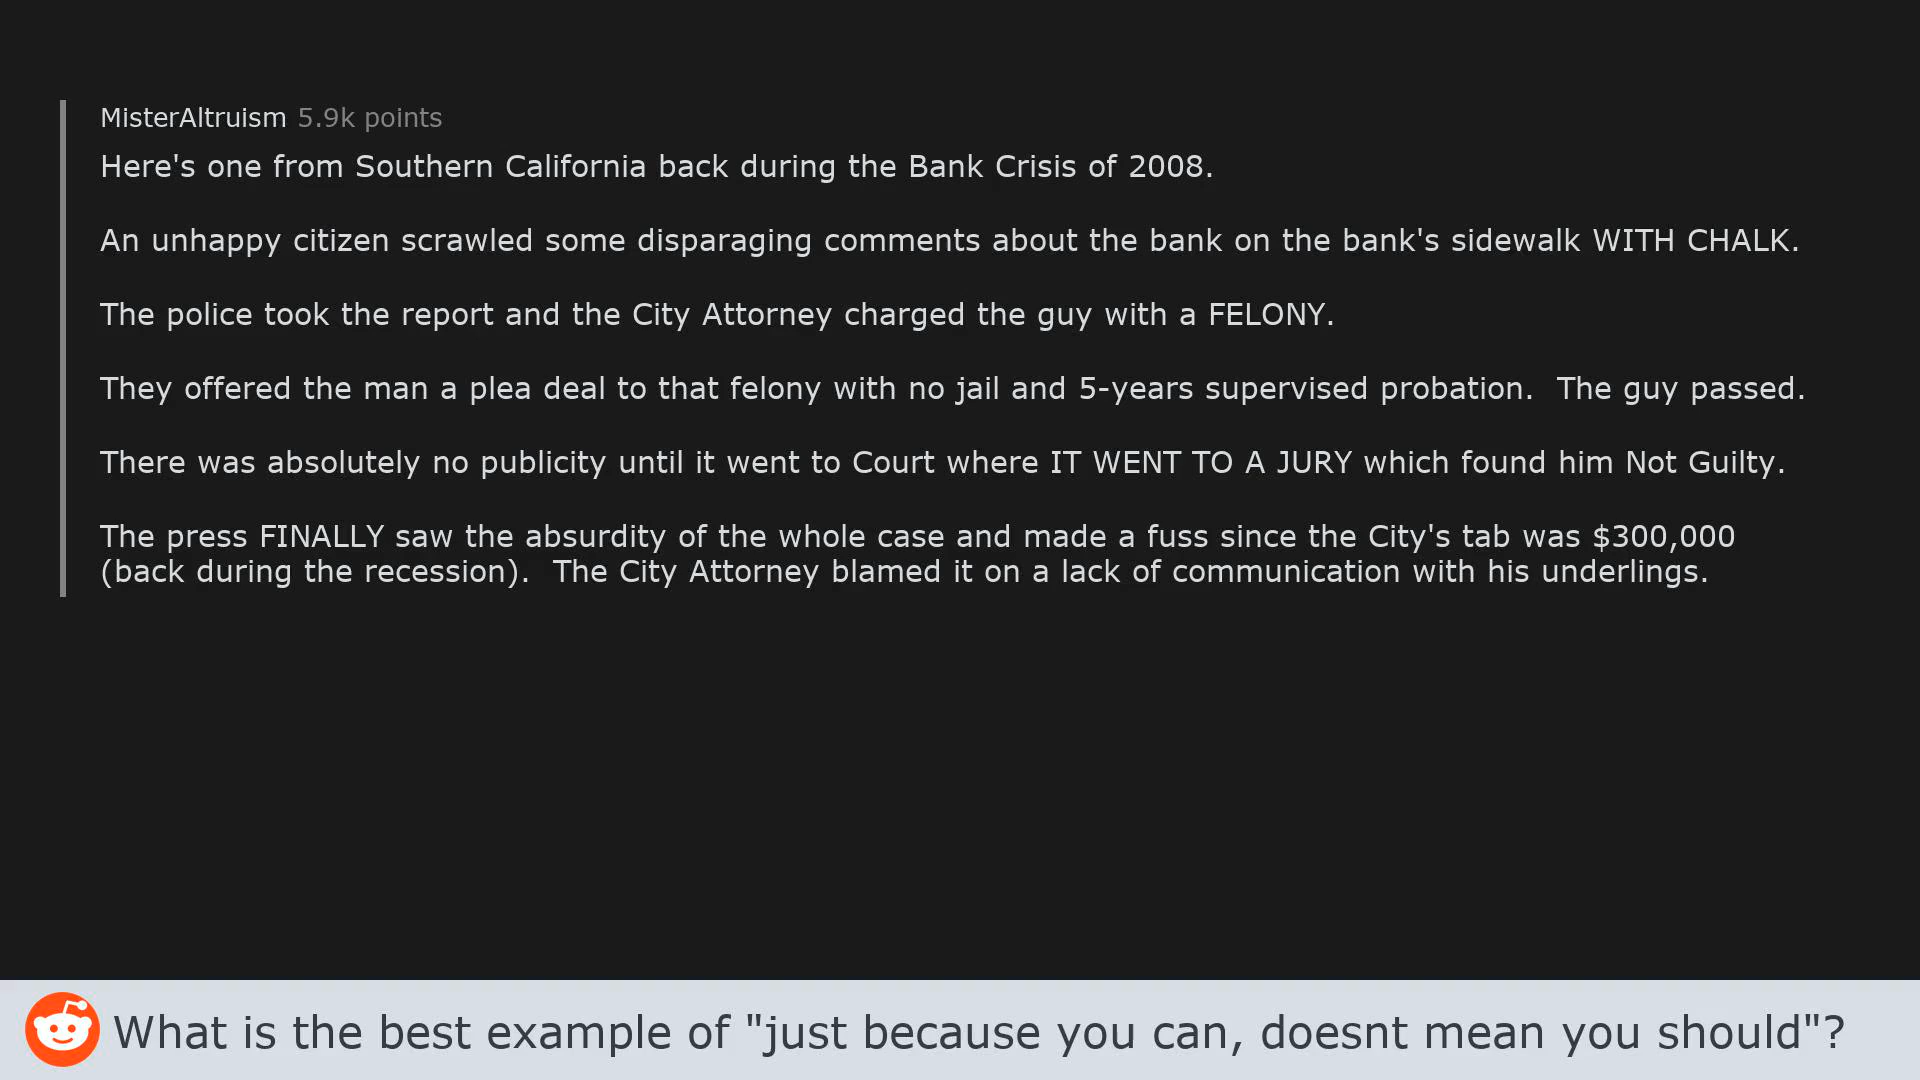 MisterAltruism 5.9k points
Here's one from Southern California back during the Bank Crisis of 2008.
An unhappy citizen scrawled some disparaging comments about the bank on the bank's sidewalk WITH CHALK.
The police took the report and the City Attorney charged the guy with a FELONY.
They offered the man a plea deal to that felony with no jail and 5-years supervised probation.  The guy passed.
There was absolutely no publicity until it went to Court where IT WENT TO A JURY which found him Not Guilty.
The press FINALLY saw the absurdity of the whole case and made a fuss since the City's tab was $300,000
(back during the recession).  The City Attorney blamed it on a lack of communication with his underlings.
What is the best example of "just because you can, doesnt mean you should"?